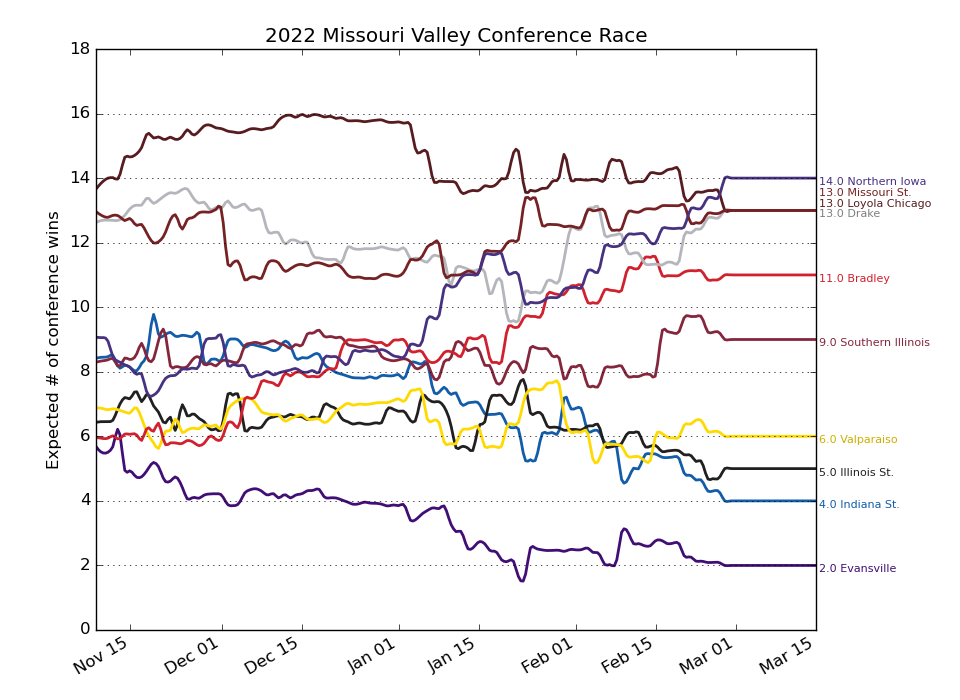 2022 Missouri Valley Conference Race
Expected # of conference wins
18
16
14
12
10
8
6
4
2
0
14.0 Northern Iowa
13.0 Missouri St.
13.0 Loyola Chicago
13.0 Drake
11.0 Bradley
9.0 Southern Illinois
6.0 Valparaiso
5.0 Illinois St.
4.0 Indiana St.
2.0 Evansville
Nov 15
Dec 01
Dec 15
Jan 01
Jan 15
Feb 01
Feb 15
Mar 01
Mar 15